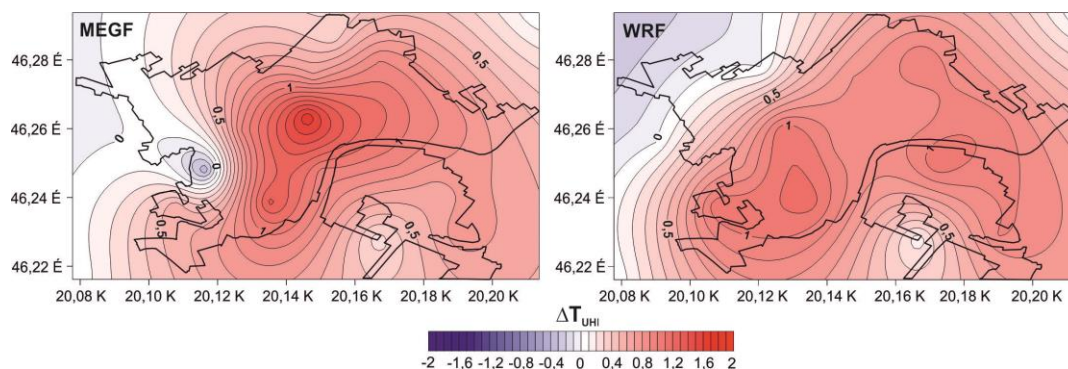 MEGF
WRF
46,28 É
46,26 É
46,24 É
46,22 É
20,08 K 20,10 K 20,12 K 20,14 K 20,16 K 20,18 K 20,20 K
0,5
1
0,5
0
0
0,5
1
0,5
46,28 É
46,26 É
46,24 É
46,22 É
20,08 K 20,10 K 20,12 K 20,14 K 20,16 K 20,18 K 20,20 K
0,5
0,5
1
0
1
0,5
1
0,5
ΔT UHI
-2 -1,6 -1,2 -0,8 -0,4 0 0,4 0,8 1,2 1,6 2